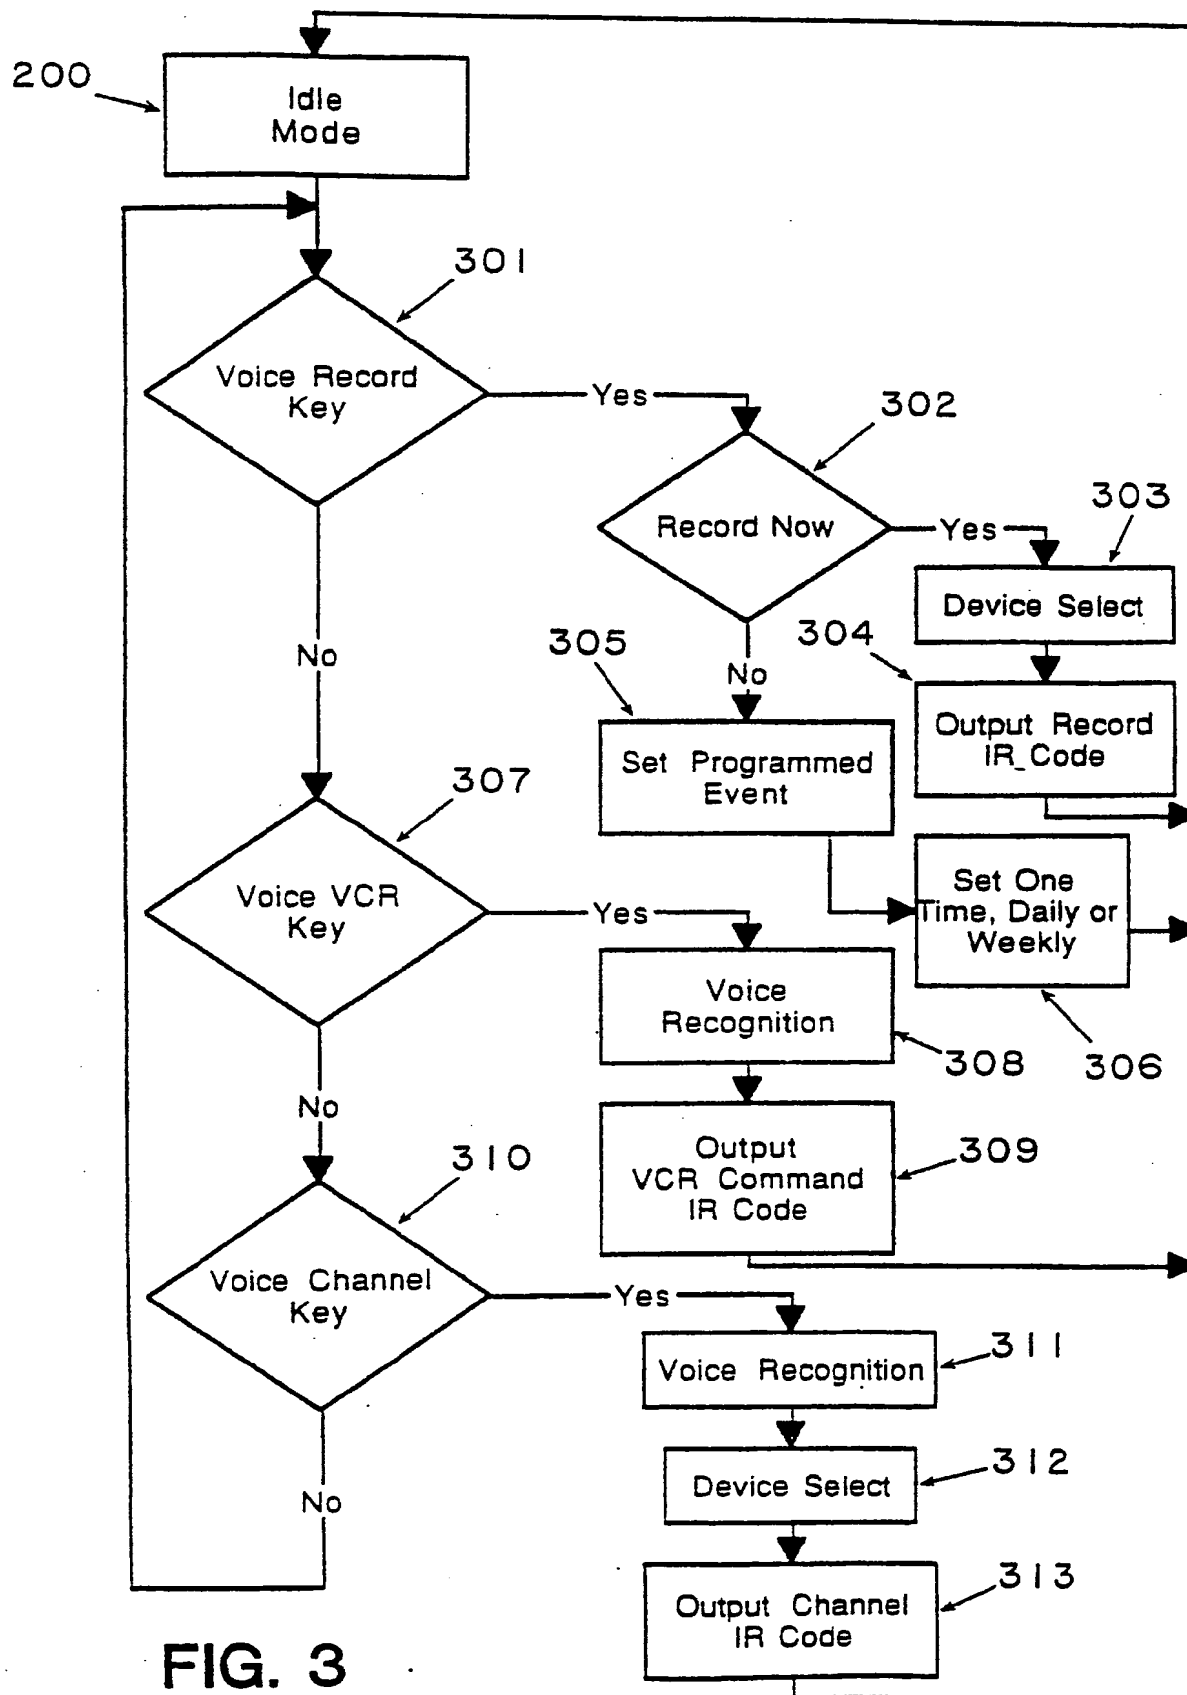 200
Idle
Mode
301
Voice Record
Key
Yes
302
Record Now
Yes
303
Device Select
304
Output Record
IR_Code
No
No
305
Set Programmed
Event
Set One
Time, Daily or
Weekly
306
307
Voice VCR
Key
Yes
Voice
Recognition
308
No
Output
VCR Command
IR Code
309
310
Voice Channel
Key
Yes
Voice Recognition
311
Device Select
312
No
Output Channel
IR Code
313
FIG. 3